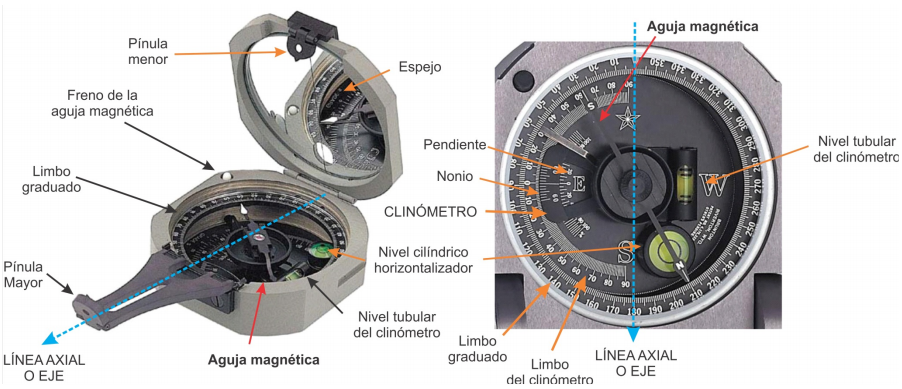 Pínula
menor
Espejo
Freno de la
aguja magnética
Limbo
graduado
Pínula
Mayor
LÍNEA AXIAL
O EJE
Aguja magnética
Nivel cilíndrico
horizontalizador
Nivel tubular
del clinómetro
Aguja magnética
Pendiente
Nonio
CLINÓMETRO
Nivel tubular
del clinómetro
Limbo
graduado
Limbo
del clinómetro
LÍNEA AXIAL
O EJE
E
W
S